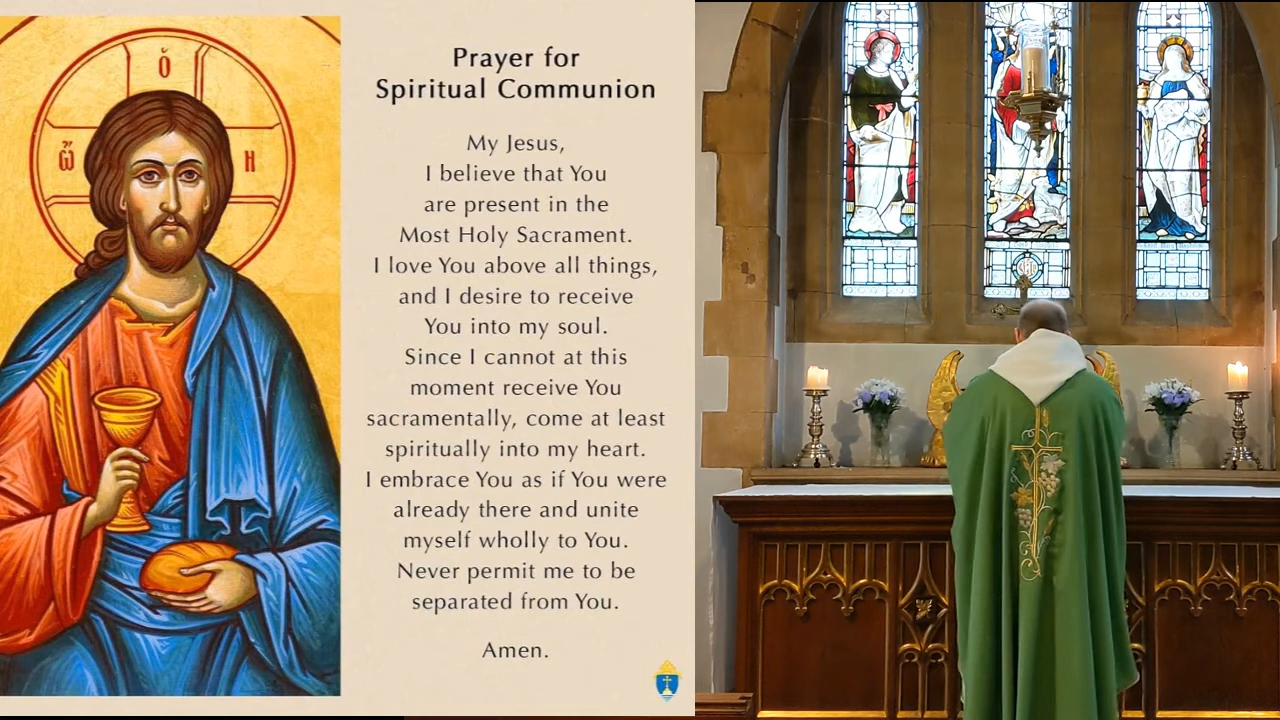 Prayer for
Spiritual Communion
My Jesus,
I believe that You
are present in the
Most Holy Sacrament.
I love You above all things,
and I desire to receive
You into my soul.
Since I cannot at this
moment receive You
sacramentally, come at least
spiritually into my heart.
I embrace You as if You were
already there and unite
myself wholly to You.
Never permit me to be
separated from You.
Amen.
ὁ
ὢ
Η
IHS